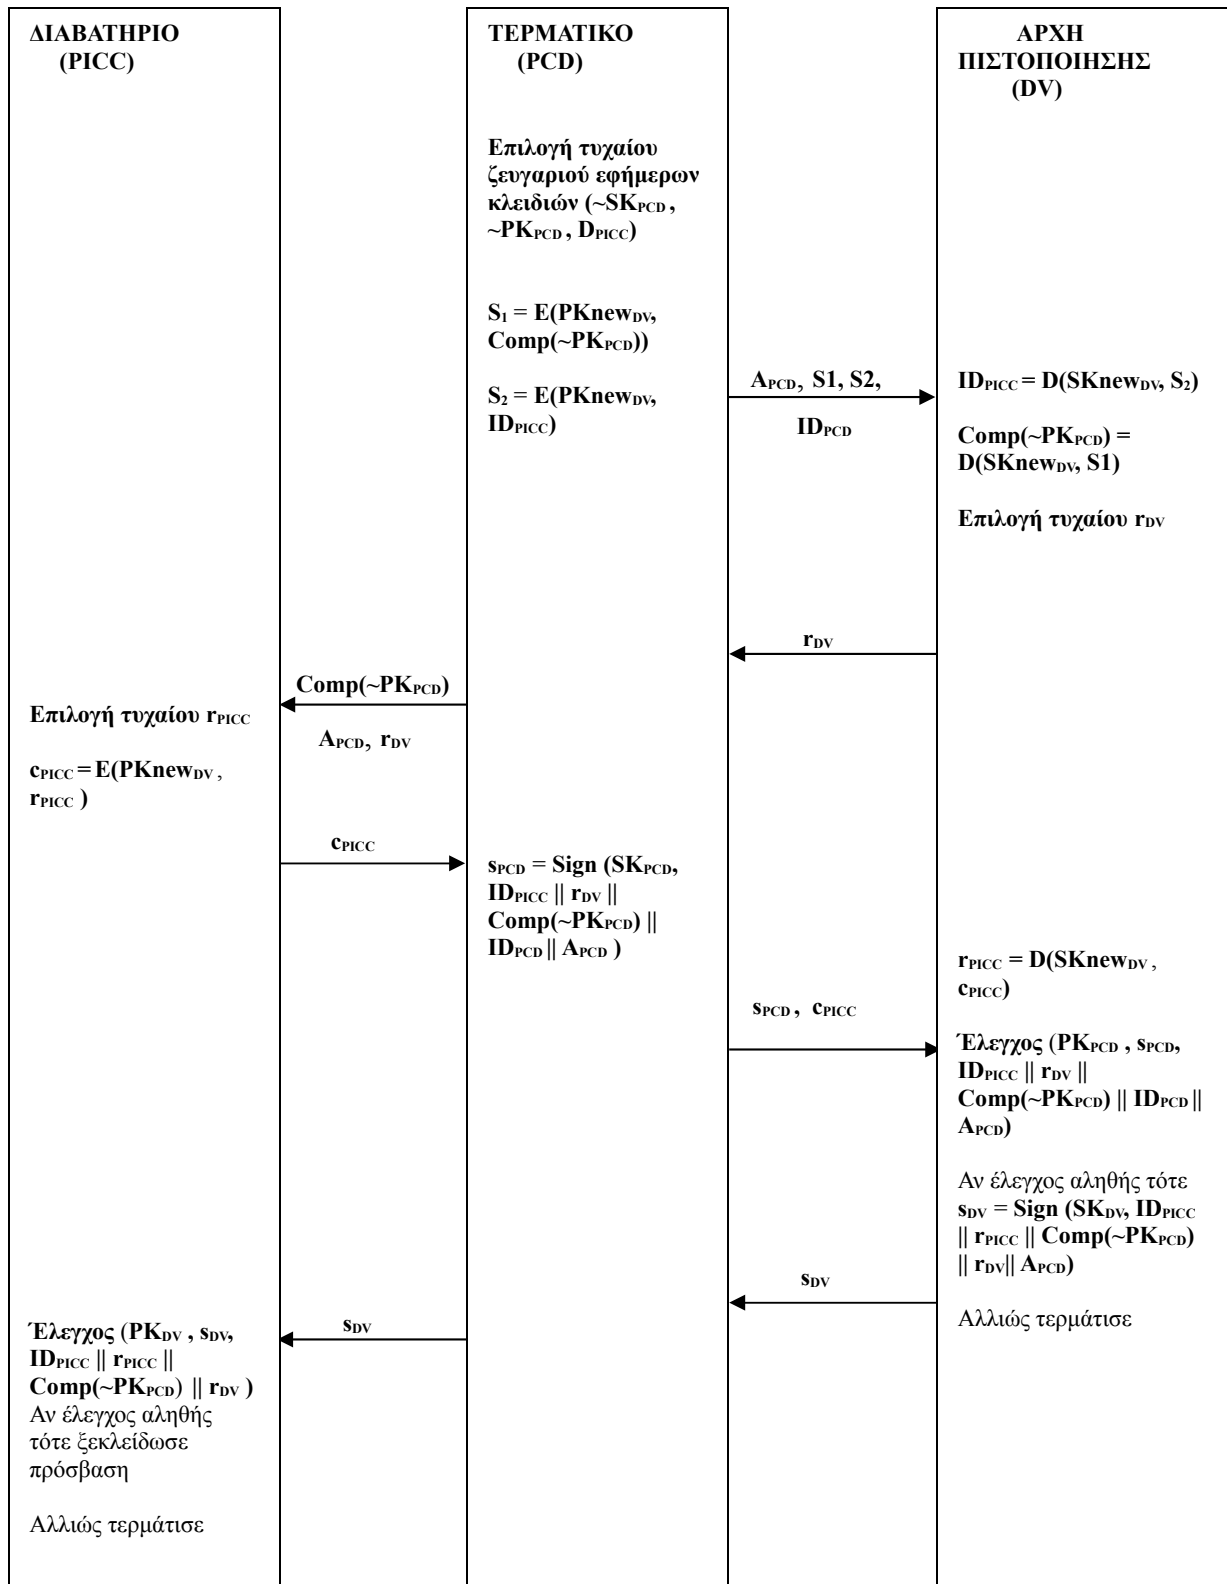 ΔΙΑΒΑΤΗΡΙΟ
(PICC)
ΤΕΡΜΑΤΙΚΟ
(PCD)
ΑΡΧΗ
ΠΙΣΤΟΠΟΙΗΣΗΣ
(DV)
Επιλογή τυχαίου
ζευγαριού εφήμερων
κλειδιών (~SKPCD ,
~PKPCD , DPICC)
S1 = E(PKnewDV,
Comp(~PKPCD))
S2 = E(PKnewDV,
IDPICC)
APCD, S1, S2,
IDPCD
IDPICC = D(SKnewDV, S2)
Comp(~PKPCD) =
D(SKnewDV, S1)
Επιλογή τυχαίου rDV
rDV
Comp(~PKPCD)
APCD, rDV
Επιλογή τυχαίου rPICC
cPICC = E(PKnewDV ,
rPICC )
cPICC
sPCD = Sign (SKPCD,
IDPICC || rDV ||
Comp(~PKPCD) ||
IDPCD || APCD )
sPCD , cPICC
rPICC = D(SKnewDV ,
cPICC)
Έλεγχος (PKPCD , sPCD,
IDPICC || rDV ||
Comp(~PKPCD) || IDPCD ||
APCD)
Αν έλεγχος αληθής τότε
sDV = Sign (SKDV, IDPICC
|| rPICC || Comp(~PKPCD)
|| rDV|| APCD)
Αλλιώς τερμάτισε
sDV
sDV
Έλεγχος (PKDV , sDV,
IDPICC || rPICC ||
Comp(~PKPCD) || rDV )
Αν έλεγχος αληθής
τότε ξεκλείδωσε
πρόσβαση
Αλλιώς τερμάτισε